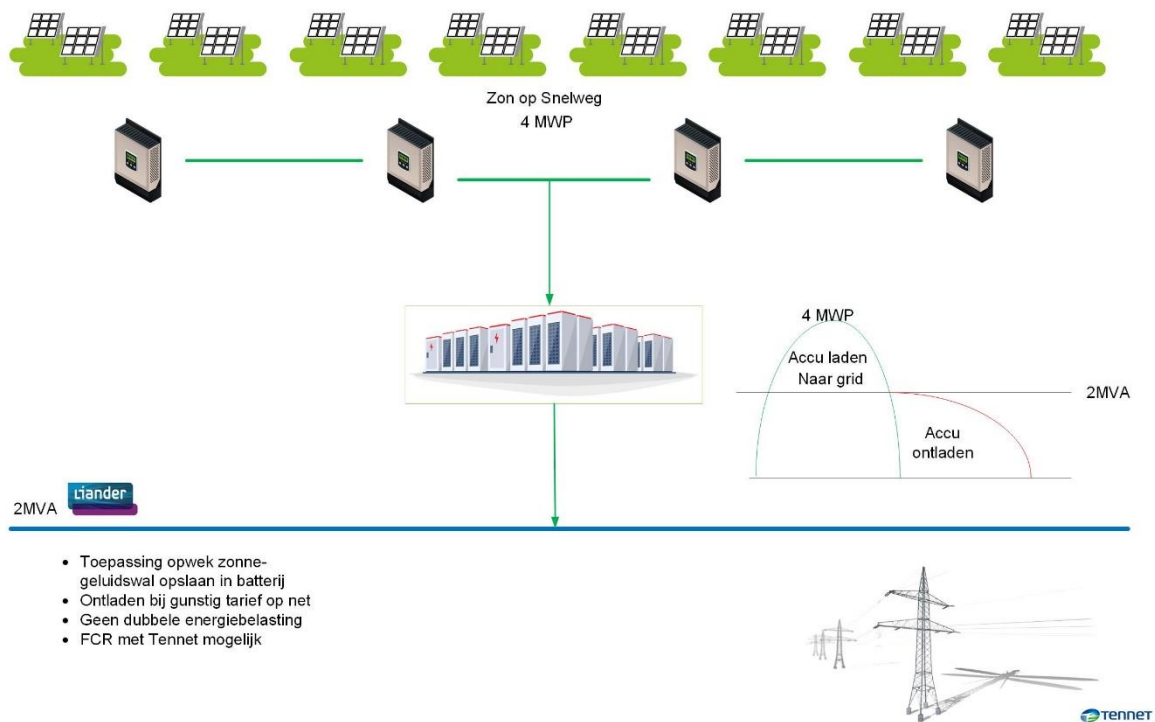 Zon op Snelweg
4 MWP
4 MWP
Accu laden
Naar grid
2MVA
Accu
ontladen
2MVA
Liander
• Toepassing opwek zonne-
geluidswal opslaan in batterij
• Ontladen bij gunstig tarief op net
• Geen dubbele energiebelasting
• FCR met Tennet mogelijk
TENNET